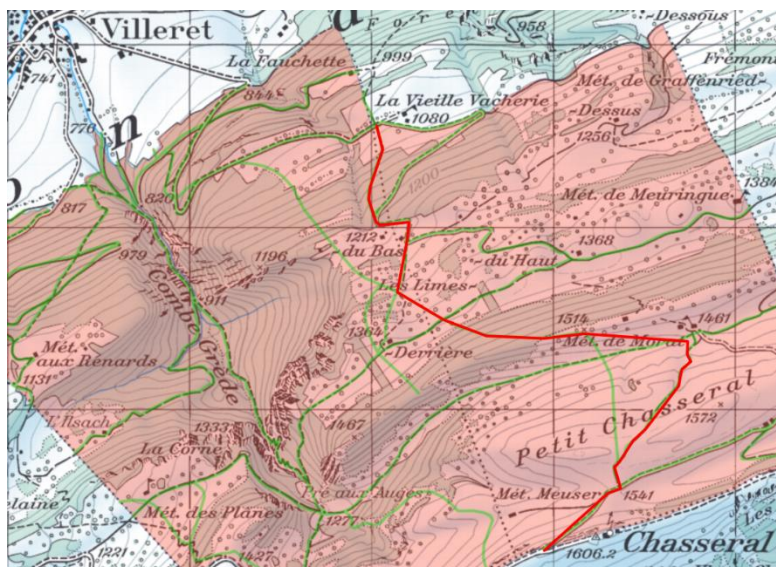 Villeret
958
Dessous
999
La Fauchette
Frémont
Mét. de Graffenried
741
844
La Vieille Vacherie
1080
Dessus
1256
776
n
1200
820
Mét. de Meuringue
1384
817
1212
du Bas
1368
979
1196
du Haut
911
Les Limes
Combe Grède
1364
1514
1461
Mét.
aux Renards
Derrière
Mét. de Morat
1131
Petit Chasseral
1572
1467
1333
La Corne
Pré aux Auges
Mét. Meuser
1541
Mét. des Planes
1277
1221
1427
1606.2
Chasseral
Les